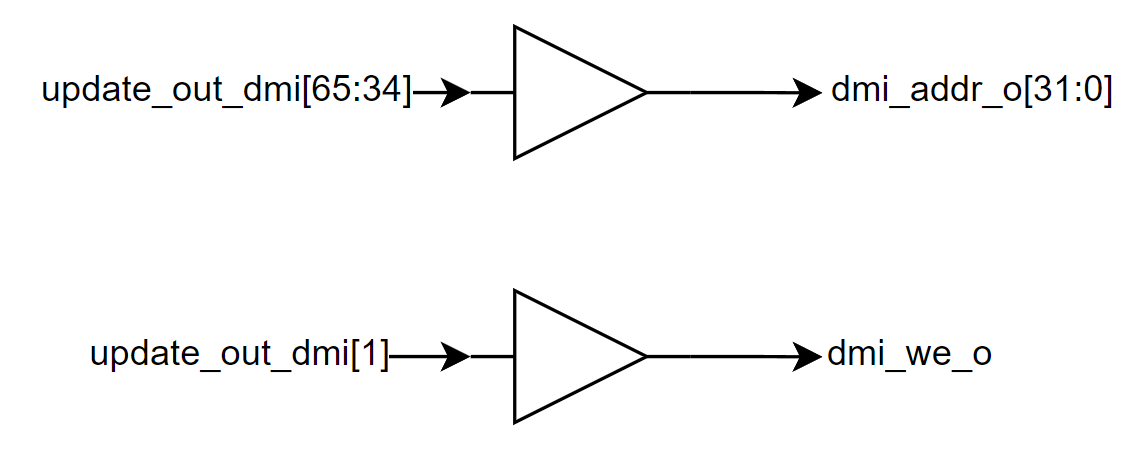 update_out_dmi[65:34] dmi_addr_o[31:0]
update_out_dmi[1] dmi_we_o